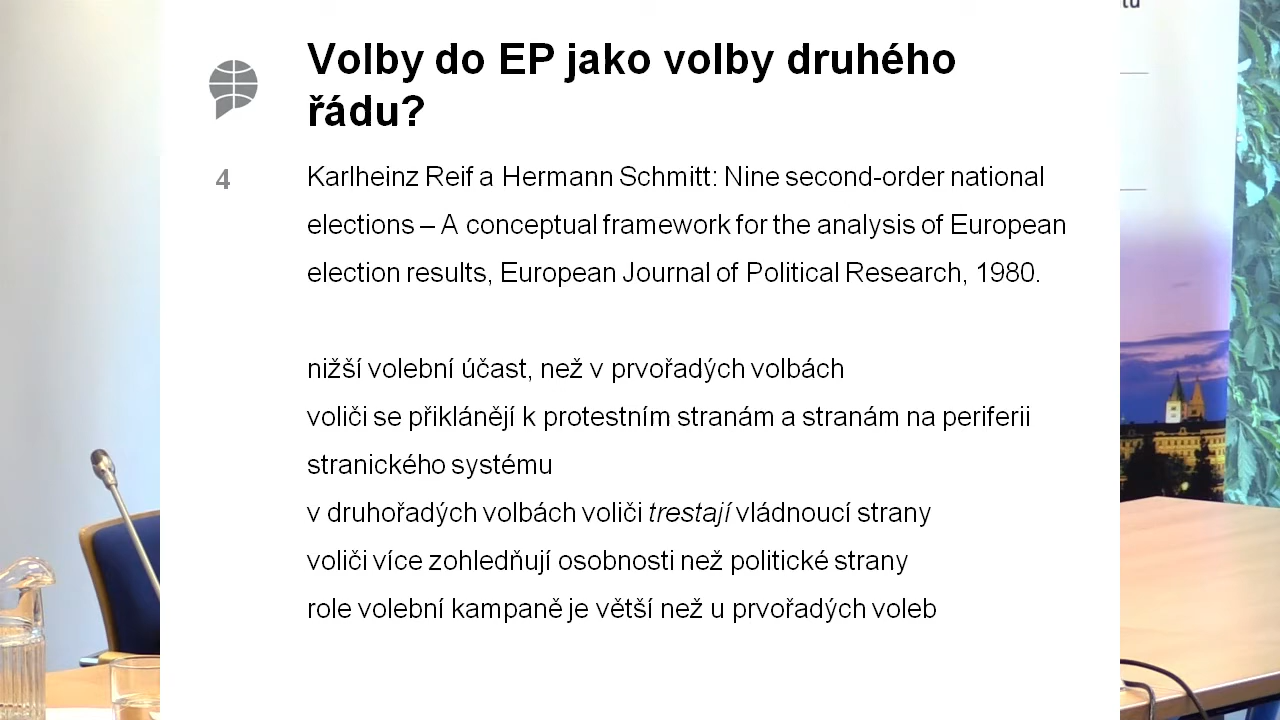 Volby do EP jako volby druhého
řádu?
4
Karlheinz Reif a Hermann Schmitt: Nine second-order national
elections – A conceptual framework for the analysis of European
election results, European Journal of Political Research, 1980.
nižší volební účast, než v prvořadých volbách
voliči se přiklánějí k protestním stranám a stranám na periferii
stranického systému
v druhořadých volbách voliči trestají vládnoucí strany
voliči více zohledňují osobnosti než politické strany
role volební kampaně je větší než u prvořadých voleb